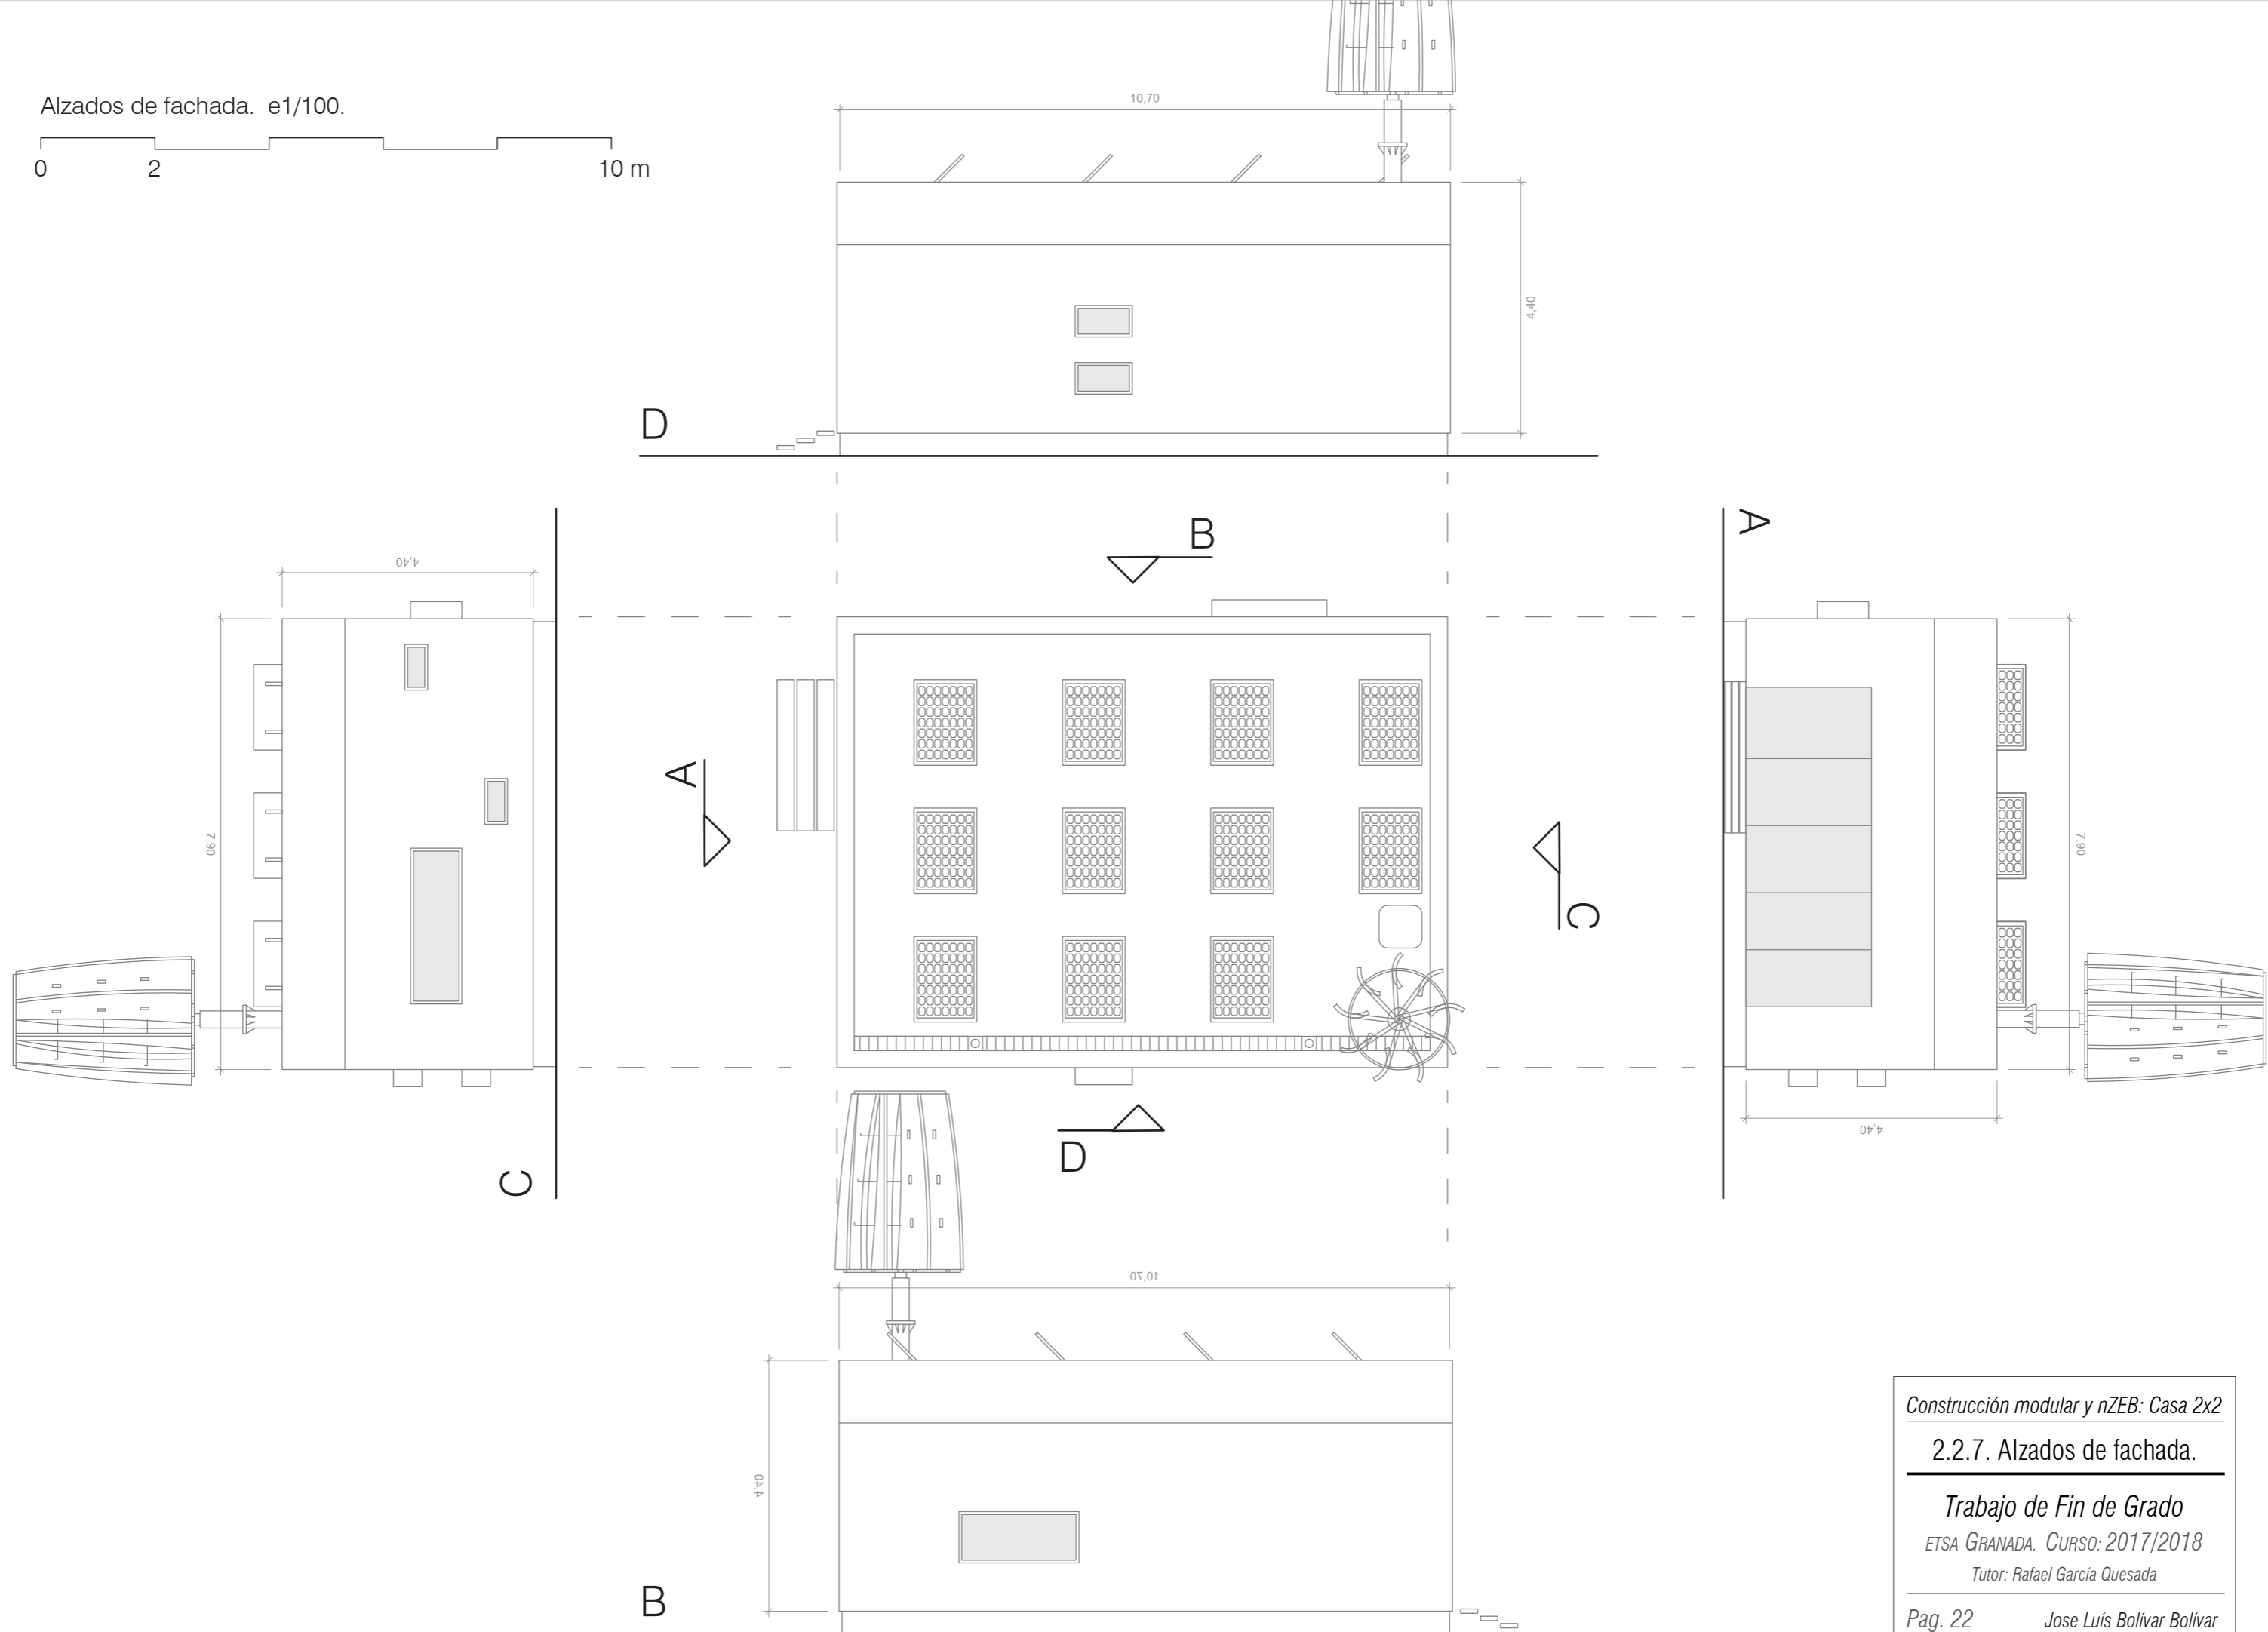 Alzados de fachada. e1/100.
0 2 10 m
10,70
4,40
D
B
A
4,40
7,90
A
C
7,90
4,40
C
D
10,70
4,40
B
Construcción modular y nZEB: Casa 2x2
2.2.7. Alzados de fachada.
Trabajo de Fin de Grado
ETSA GRANADA. CURSO: 2017/2018
Tutor: Rafael García Quesada
Pag. 22 Jose Luís Bolívar Bolívar